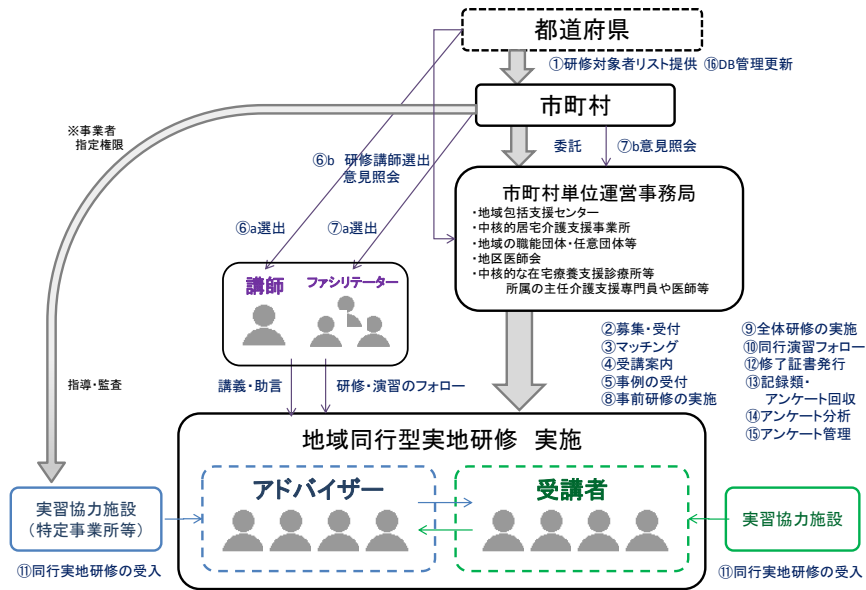 都道府県
①研修対象者リスト提供 ⑯DB管理更新
市町村
※事業者
指定権限
委託
⑦b意見照会
⑥b 研修講師選出
意見照会
市町村単位運営事務局
・地域包括支援センター
・中核的居宅介護支援事業所
・地域の職能団体・任意団体等
・地区医師会
・中核的な在宅療養支援診療所等
所属の主任介護支援専門員や医師等
⑥a選出
⑦a選出
講師
ファシリテーター
②募集・受付
③マッチング
④受講案内
⑤事例の受付
⑧事前研修の実施
⑨全体研修の実施
⑩同行演習フォロー
⑫修了証書発行
⑬記録類・
アンケート回収
⑭アンケート分析
⑮アンケート管理
指導・監査
講義・助言
研修・演習のフォロー
地域同行型実地研修 実施
アドバイザー
受講者
実習協力施設
（特定事業所等）
実習協力施設
⑪同行実地研修の受入
⑪同行実地研修の受入